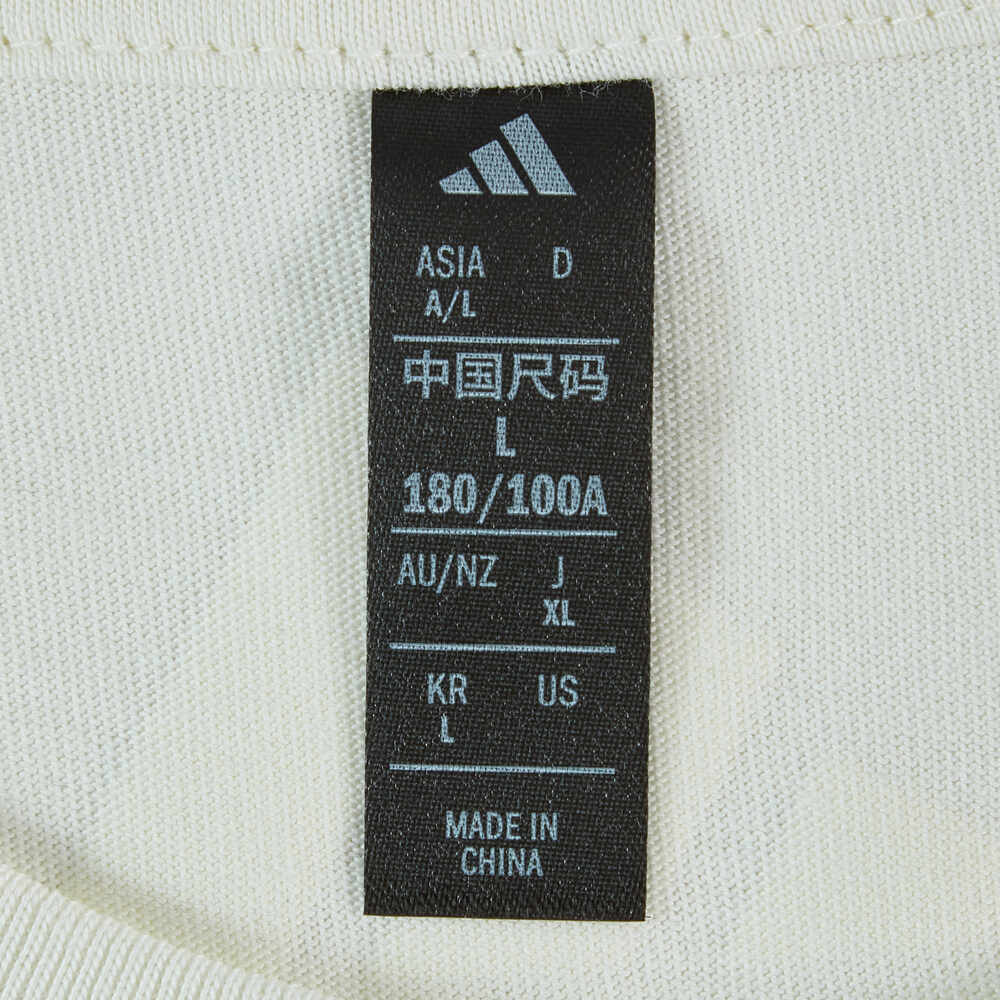 ASIA D
A/L
中国尺码
L
180/100A
AU/NZ J
XL
KR US
L
MADE IN
CHINA